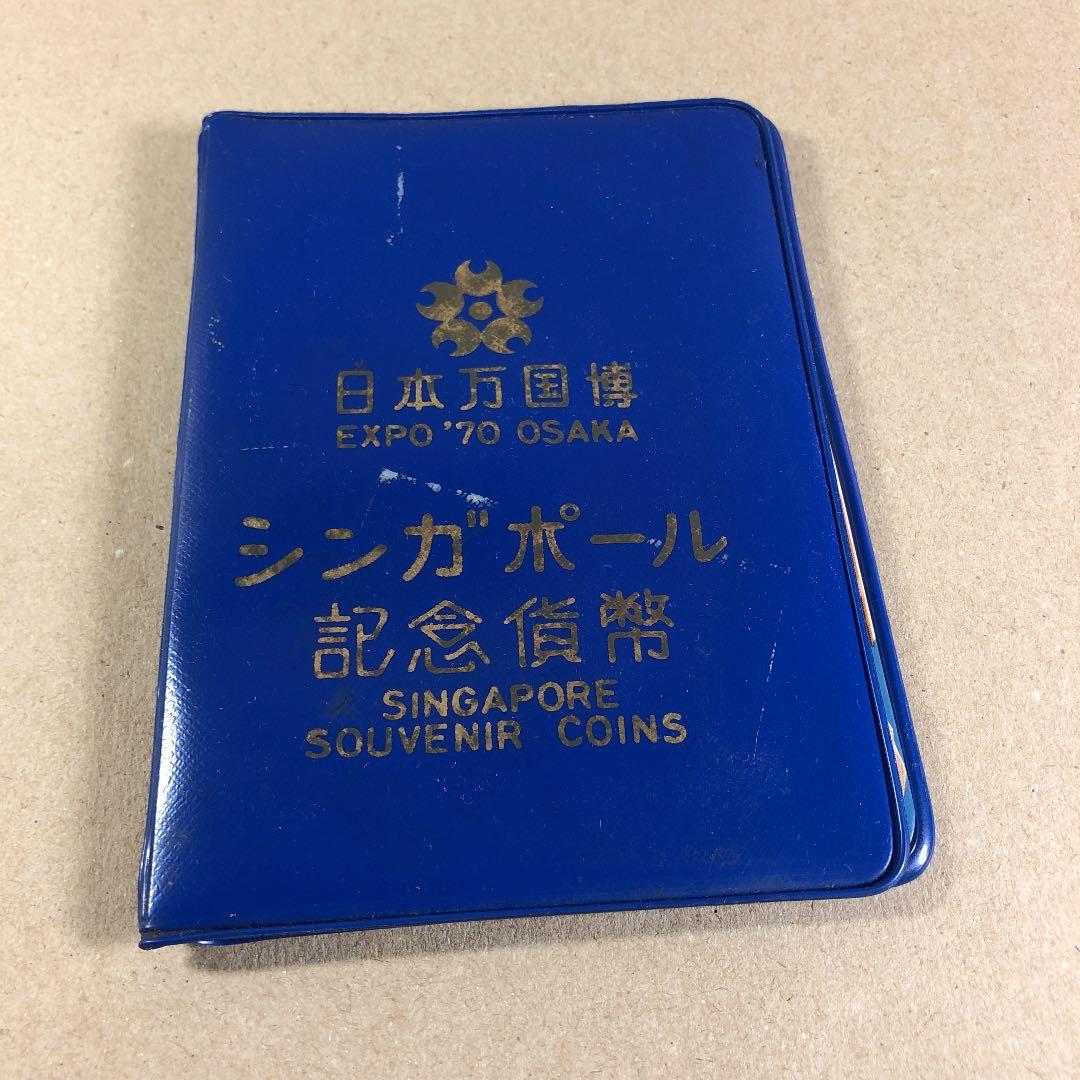 日本万国博
EXPO '70 OSAKA
シンガポール
記念貨幣
SINGAPORE
SOUVENIR COINS